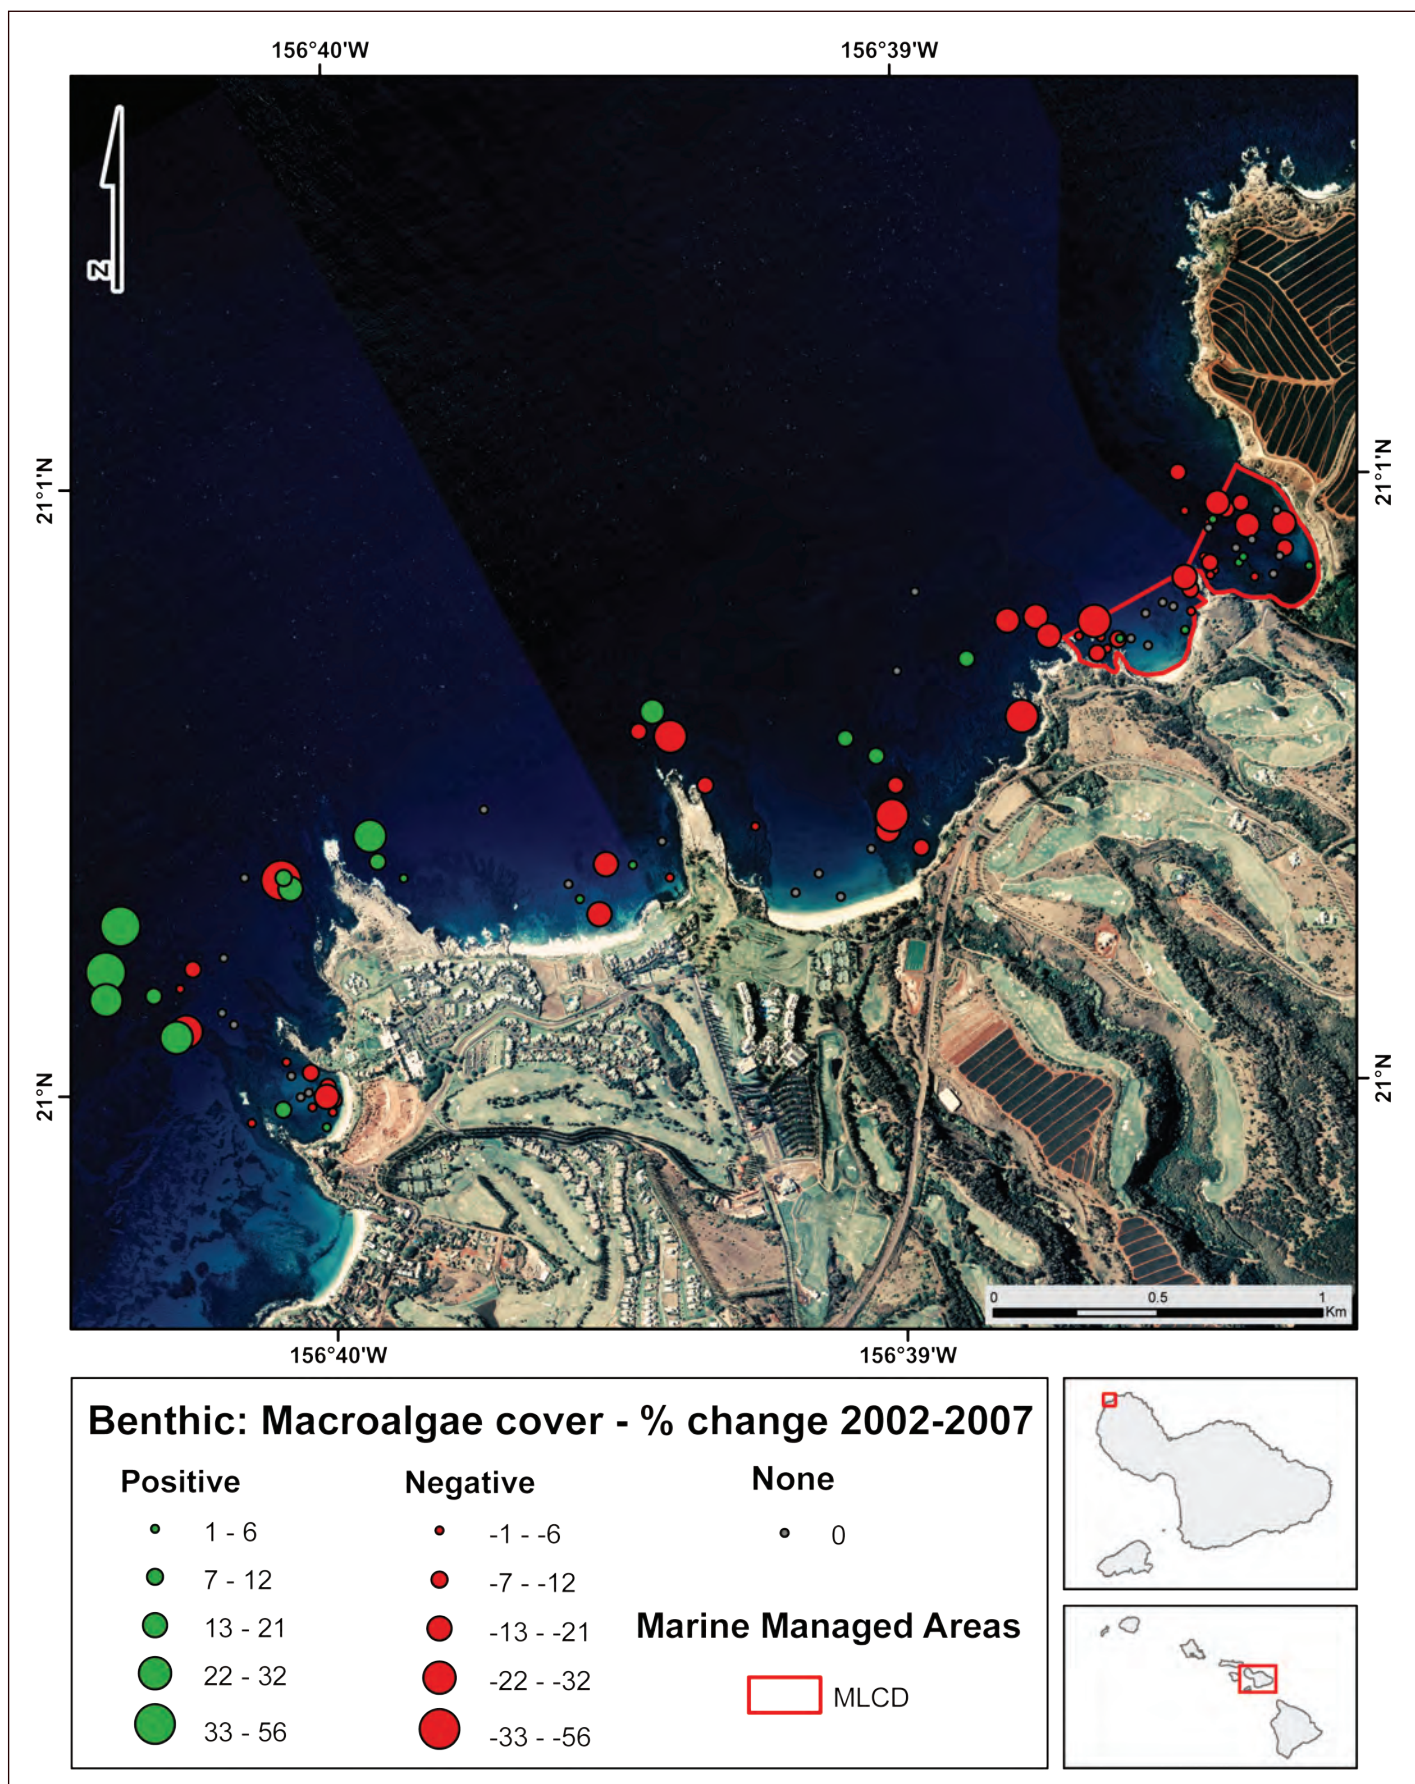 156°40'W
156°39'W
N
21°1'N
21°1'N
21°N
21°N
0
0.5
1
Km
156°40'W
156°39'W
Benthic: Macroalgae cover - % change 2002-2007
Positive
Negative
None
1 - 6
-1 - -6
0
7 - 12
-7 - -12
13 - 21
-13 - -21
Marine Managed Areas
22 - 32
-22 - -32
MLCD
33 - 56
-33 - -56